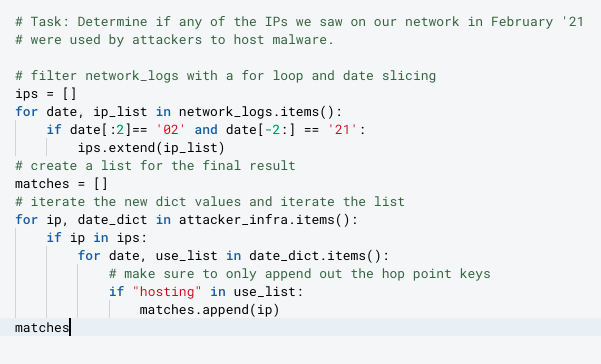 # Task: Determine if any of the IPs we saw on our network in February '21
# were used by attackers to host malware.

# filter network_logs with a for loop and date slicing
ips = []
for date, ip_list in network_logs.items():
    if date[:2]== '02' and date[-2:] == '21':
        ips.extend(ip_list)
# create a list for the final result
matches = []
# iterate the new dict values and iterate the list
for ip, date_dict in attacker_infra.items():
    if ip in ips:
        for date, use_list in date_dict.items():
            # make sure to only append out the hop point keys
            if "hosting" in use_list:
                matches.append(ip)
matches